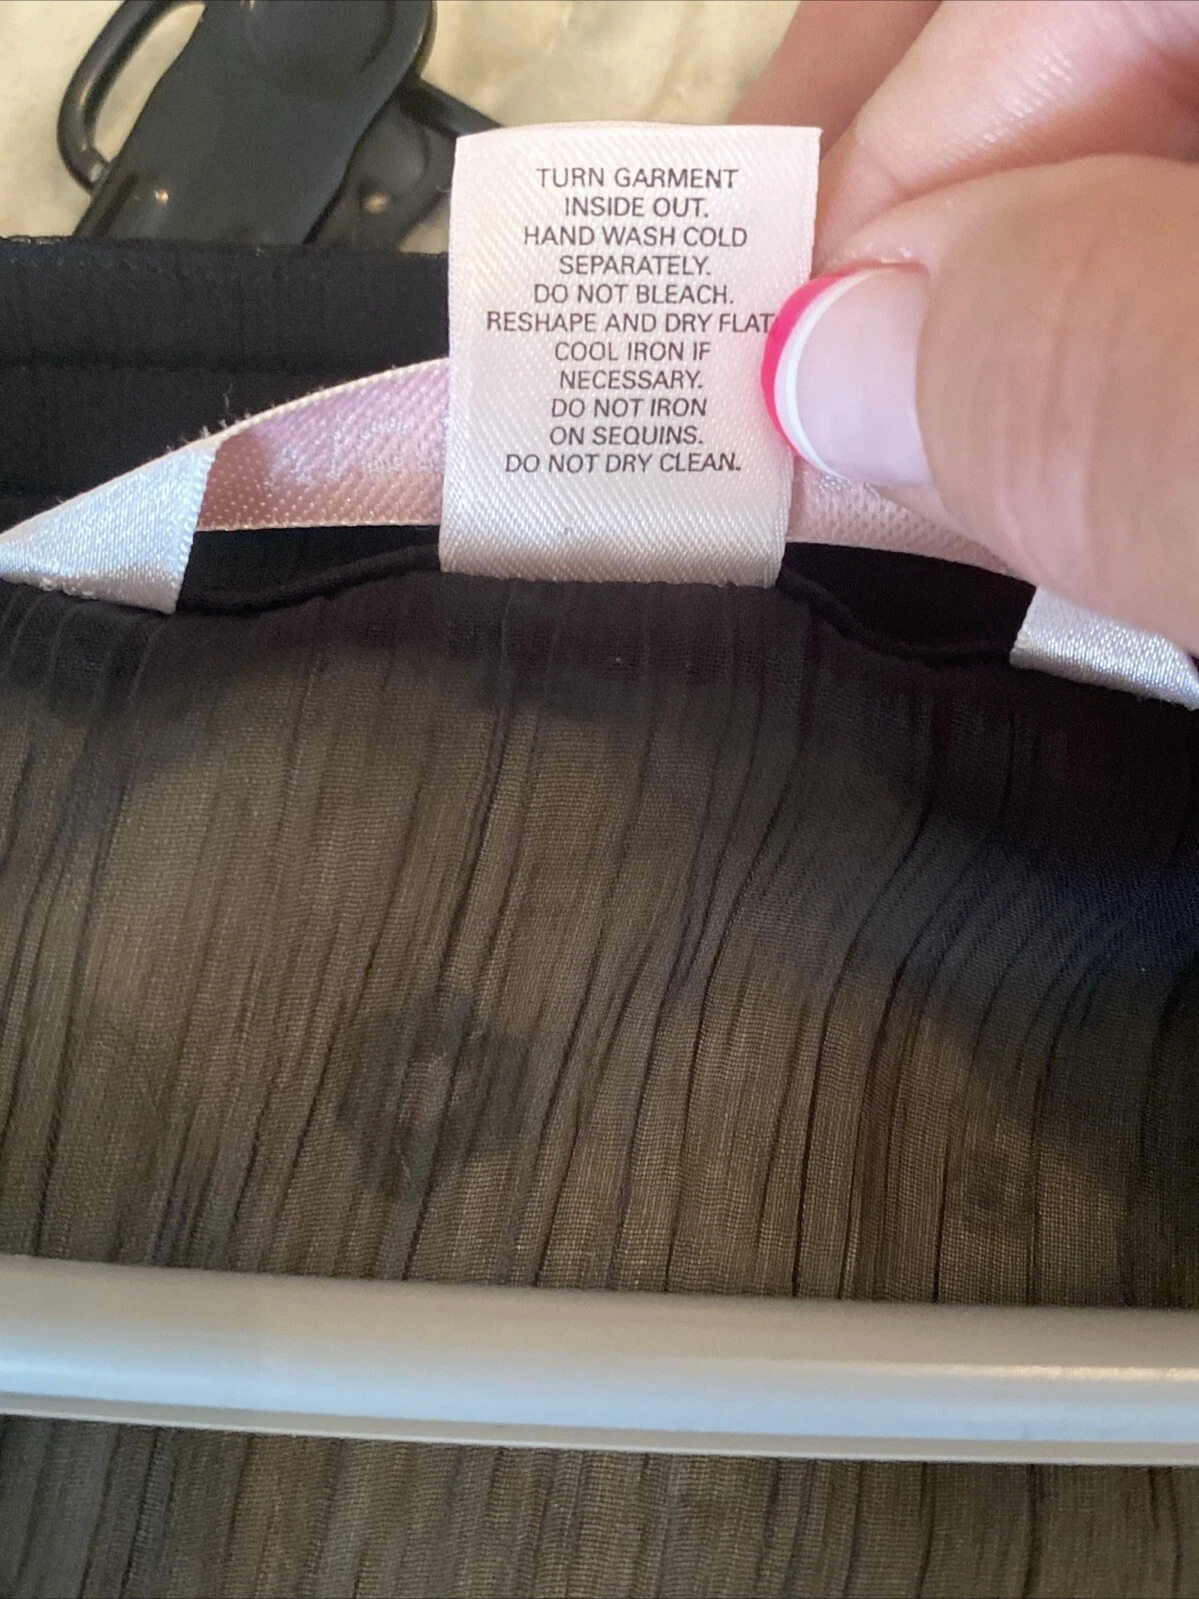 TURN GARMENT
INSIDE OUT.
HAND WASH COLD
SEPARATELY.
DO NOT BLEACH.
RESHAPE AND DRY FLAT
COOL IRON IF
NECESSARY.
DO NOT IRON
ON SEQUINS.
DO NOT DRY CLEAN.